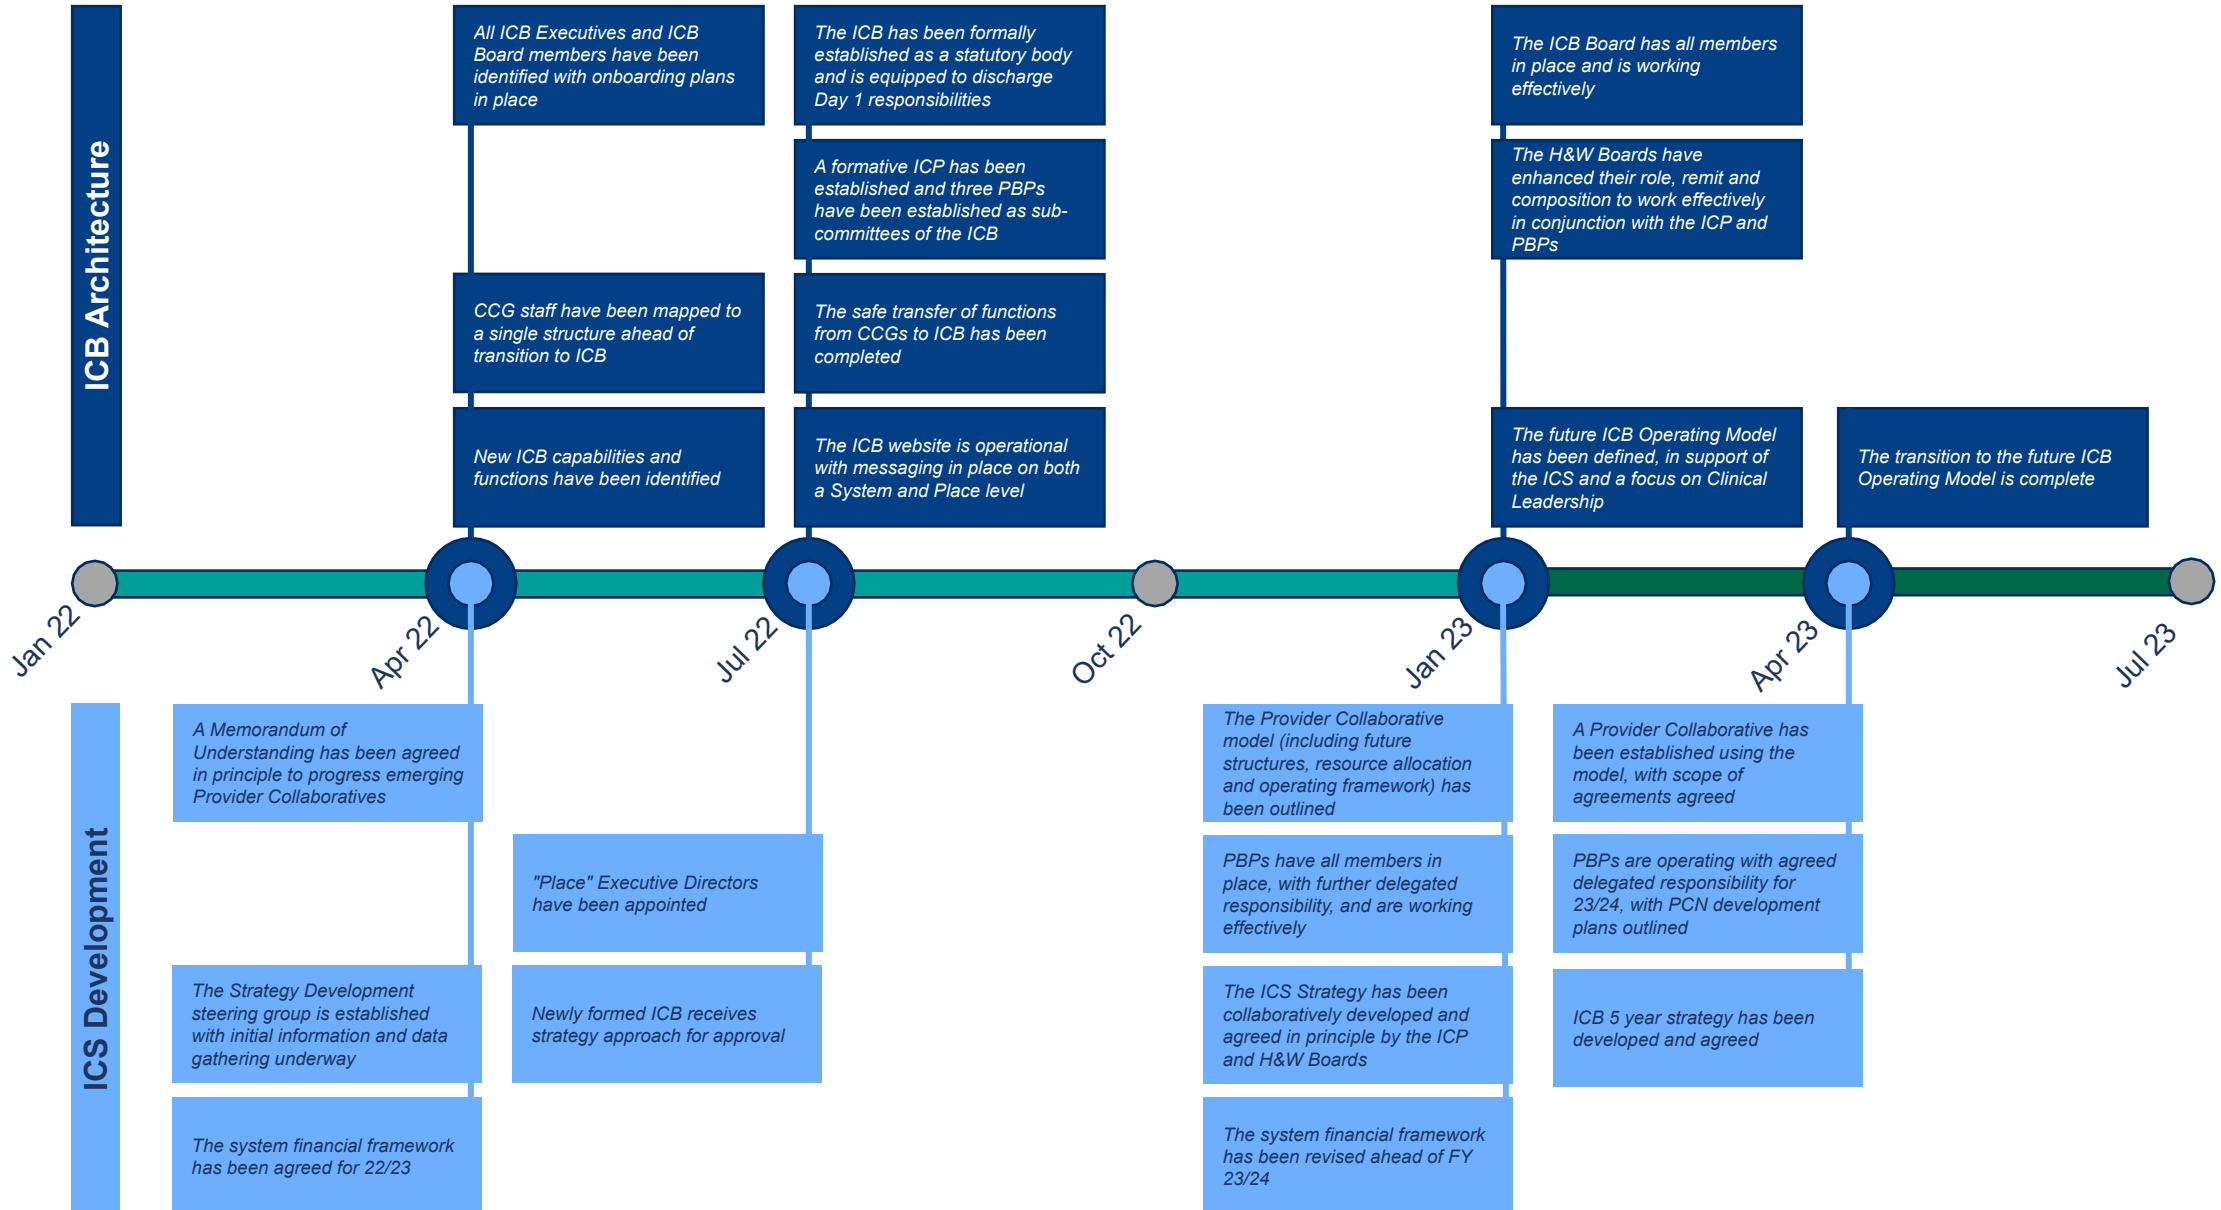 ICB Architecture
All ICB Executives and ICB
Board members have been
identified with onboarding plans
in place
CCG staff have been mapped to
a single structure ahead of
transition to ICB
New ICB capabilities and
functions have been identified
The ICB has been formally
established as a statutory body
and is equipped to discharge
Day 1 responsibilities
A formative ICP has been
established and three PBPs
have been established as sub-
committees of the ICB
The safe transfer of functions
from CCGs to ICB has been
completed
The ICB website is operational
with messaging in place on both
a System and Place level
The ICB Board has all members
in place and is working
effectively
The H&W Boards have
enhanced their role, remit and
composition to work effectively
in conjunction with the ICP and
PBPs
The future ICB Operating Model
has been defined, in support of
the ICS and a focus on Clinical
Leadership
The transition to the future ICB
Operating Model is complete
Jan 22
Apr 22
Jul 22
Oct 22
Jan 23
Apr 23
Jul 23
ICS Development
A Memorandum of
Understanding has been agreed
in principle to progress emerging
Provider Collaboratives
The Strategy Development
steering group is established
with initial information and data
gathering underway
The system financial framework
has been agreed for 22/23
"Place" Executive Directors
have been appointed
Newly formed ICB receives
strategy approach for approval
The Provider Collaborative
model (including future
structures, resource allocation
and operating framework) has
been outlined
PBPs have all members in
place, with further delegated
responsibility, and are working
effectively
The ICS Strategy has been
collaboratively developed and
agreed in principle by the ICP
and H&W Boards
The system financial framework
has been revised ahead of FY
23/24
A Provider Collaborative has
been established using the
model, with scope of
agreements agreed
PBPs are operating with agreed
delegated responsibility for
23/24, with PCN development
plans outlined
ICB 5 year strategy has been
developed and agreed